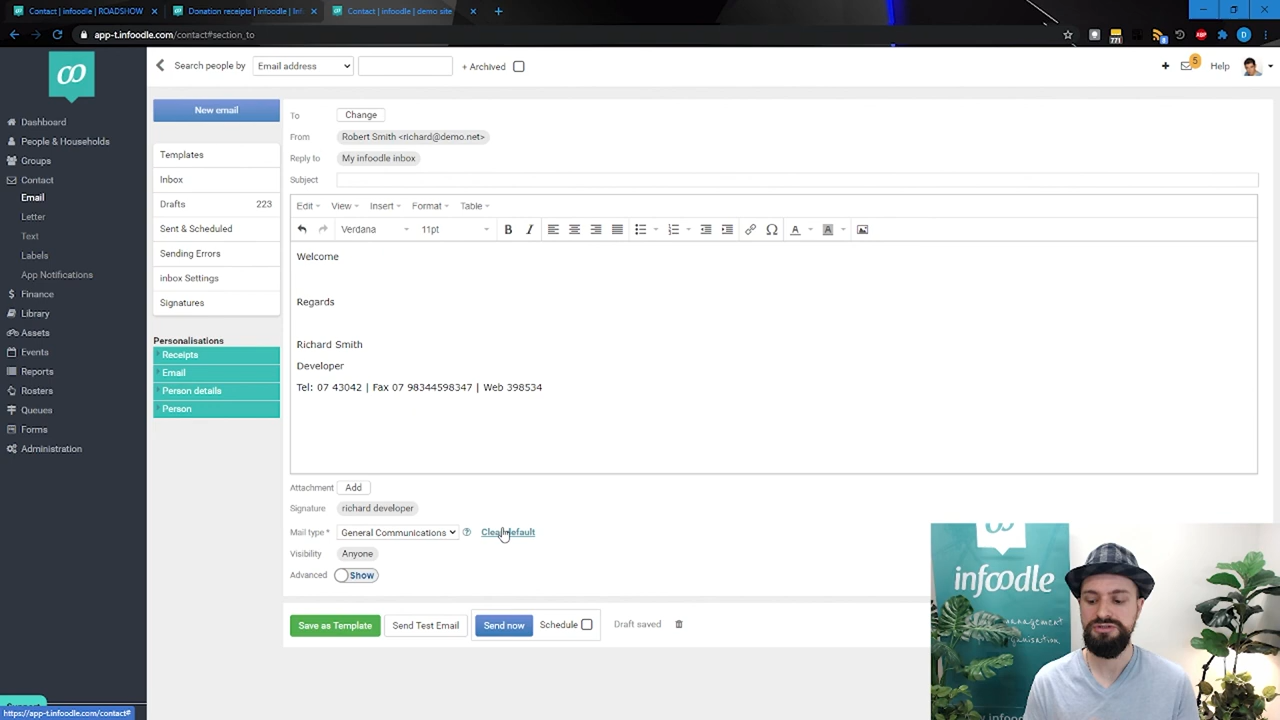 Contact | infoodle | ROADSHOW
Donation receipts | infoodle | Inf
Contact | infoodle | demo site
app-t.infoodle.com/contact#section_to
771
8
ABP
D
Search people by
Email address
+ Archived
5
Help
Dashboard
People & Households
Groups
Contact
Email
Letter
Text
Labels
App Notifications
Finance
Library
Assets
Events
Reports
Rosters
Queues
Forms
Administration
New email
Templates
Inbox
Drafts 223
Sent & Scheduled
Sending Errors
inbox Settings
Signatures
Personalisations
Receipts
Email
Person details
Person
To Change
From Robert Smith <richard@demo.net>
Reply to My infoodle inbox
Subject
Edit View Insert Format Table
Verdana 11pt B I A A
Welcome
Regards
Richard Smith
Developer
Tel: 07 43042 | Fax 07 98344598347 | Web 398534
Attachment Add
Signature richard developer
Mail type * General Communications Clear default
Visibility Anyone
Advanced Show
Save as Template Send Test Email Send now Schedule Draft saved
infoodle
https://app-t.infoodle.com/contact#